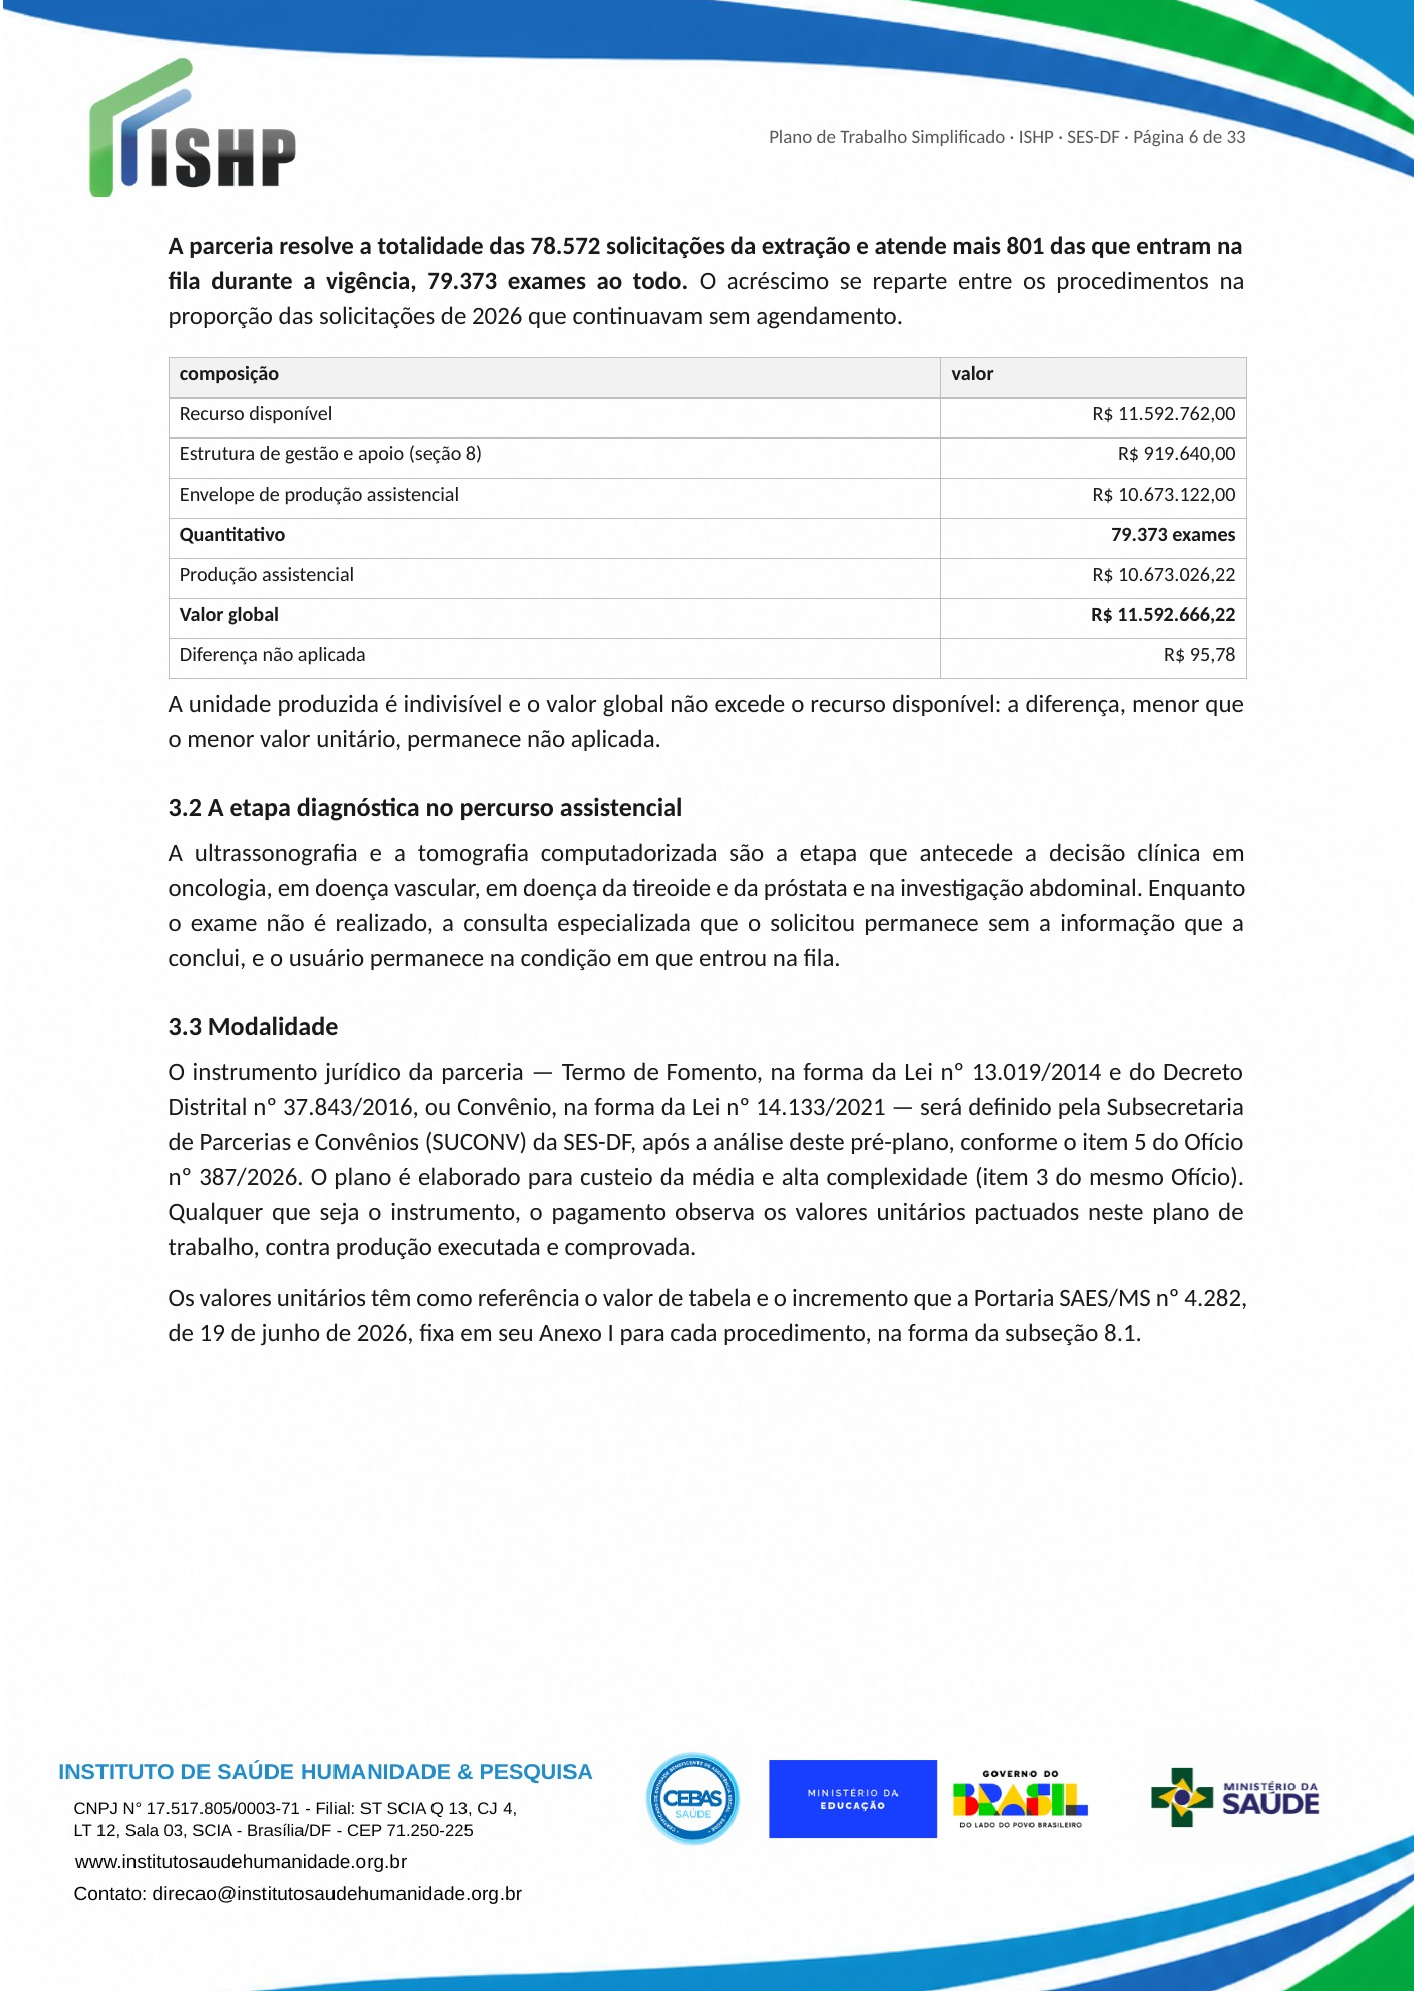 ISHP
Plano de Trabalho Simplificado · ISHP · SES-DF · Página 6 de 33
A parceria resolve a totalidade das 78.572 solicitações da extração e atende mais 801 das que entram na
fila durante a vigência, 79.373 exames ao todo. O acréscimo se reparte entre os procedimentos na
proporção das solicitações de 2026 que continuavam sem agendamento.
composição valor
Recurso disponível R$ 11.592.762,00
Estrutura de gestão e apoio (seção 8) R$ 919.640,00
Envelope de produção assistencial R$ 10.673.122,00
Quantitativo 79.373 exames
Produção assistencial R$ 10.673.026,22
Valor global R$ 11.592.666,22
Diferença não aplicada R$ 95,78
A unidade produzida é indivisível e o valor global não excede o recurso disponível: a diferença, menor que
o menor valor unitário, permanece não aplicada.
3.2 A etapa diagnóstica no percurso assistencial
A ultrassonografia e a tomografia computadorizada são a etapa que antecede a decisão clínica em
oncologia, em doença vascular, em doença da tireoide e da próstata e na investigação abdominal. Enquanto
o exame não é realizado, a consulta especializada que o solicitou permanece sem a informação que a
conclui, e o usuário permanece na condição em que entrou na fila.
3.3 Modalidade
O instrumento jurídico da parceria — Termo de Fomento, na forma da Lei nº 13.019/2014 e do Decreto
Distrital nº 37.843/2016, ou Convênio, na forma da Lei nº 14.133/2021 — será definido pela Subsecretaria
de Parcerias e Convênios (SUCONV) da SES-DF, após a análise deste pré-plano, conforme o item 5 do Ofício
nº 387/2026. O plano é elaborado para custeio da média e alta complexidade (item 3 do mesmo Ofício).
Qualquer que seja o instrumento, o pagamento observa os valores unitários pactuados neste plano de
trabalho, contra produção executada e comprovada.
Os valores unitários têm como referência o valor de tabela e o incremento que a Portaria SAES/MS nº 4.282,
de 19 de junho de 2026, fixa em seu Anexo I para cada procedimento, na forma da subseção 8.1.
INSTITUTO DE SAÚDE HUMANIDADE & PESQUISA
CNPJ N° 17.517.805/0003-71 - Filial: ST SCIA Q 13, CJ 4,
LT 12, Sala 03, SCIA - Brasília/DF - CEP 71.250-225
www.institutosaudehumanidade.org.br
Contato: direcao@institutosaudehumanidade.org.br
CEBAS
SAÚDE
MINISTÉRIO DA
EDUCAÇÃO
GOVERNO DO
BRASIL
DO LADO DO POVO BRASILEIRO
MINISTÉRIO DA
SAÚDE